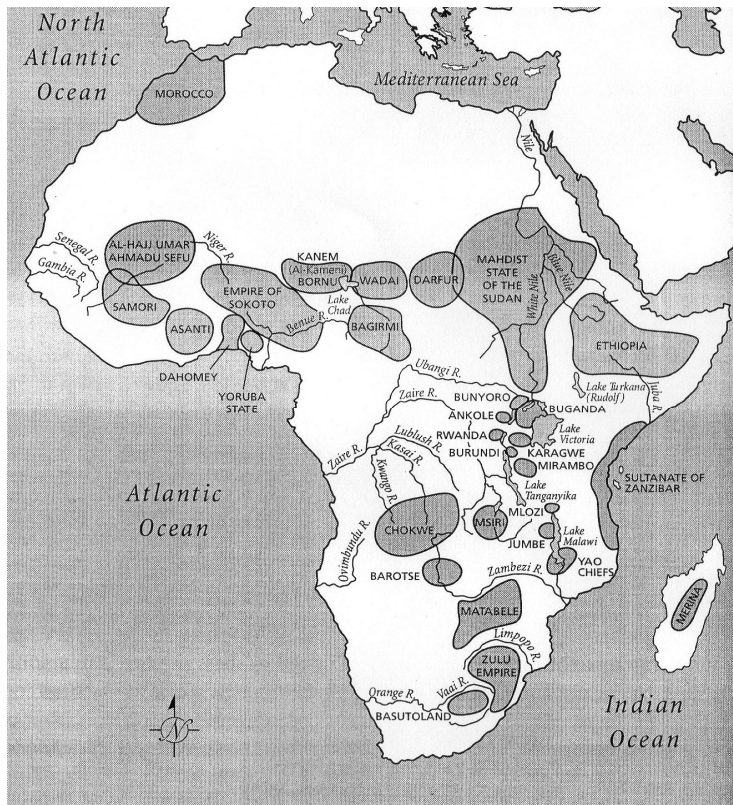 North
Atlantic
Ocean
Mediterranean Sea
MOROCCO
Nile
Senegal R.
Gambia R.
AL-HAJJ UMAR
AHMADU SEFU
Niger R.
SAMORI
ASANTI
DAHOMEY
YORUBA
STATE
EMPIRE OF
SOKOTO
Benue R.
KANEM
(Al-Kameni)
BORNU
Lake
Chad
WADAI
BAGIRMI
DARFUR
MAHDIST
STATE
OF THE
SUDAN
White Nile
Blue Nile
ETHIOPIA
Lake Turkana
(Rudolf)
Juba R.
Ubangi R.
Zaire R.
BUNYORO
ANKOLE
BUGANDA
Lake
Victoria
RWANDA
BURUNDI
KARAGWE
MIRAMBO
Zaire R.
Lublush R.
Kasai R.
Kwango R.
SULTANATE OF
ZANZIBAR
Lake
Tanganyika
Atlantic
Ocean
Ovimbundu R.
CHOKWE
MSIRI
MLOZI
JUMBE
Lake
Malawi
YAO
CHIEFS
BAROTSE
Zambezi R.
MATABELE
MERINA
Limpopo R.
ZULU
EMPIRE
Vaai R.
Orange R.
BASUTOLAND
N
Indian
Ocean